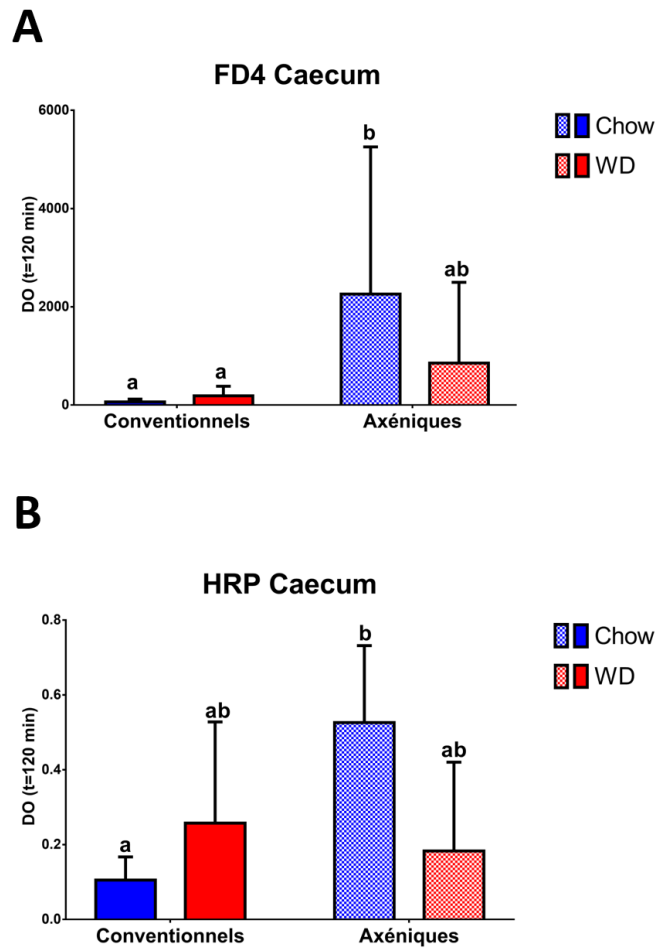 A
FD4 Caecum
6000
4000
2000
0
DO (t=120 min)
a
a
b
ab
Conventionnels
Axéniques
Chow
WD
B
HRP Caecum
0.8
0.6
0.4
0.2
0.0
DO (t=120 min)
a
ab
b
ab
Conventionnels
Axéniques
Chow
WD